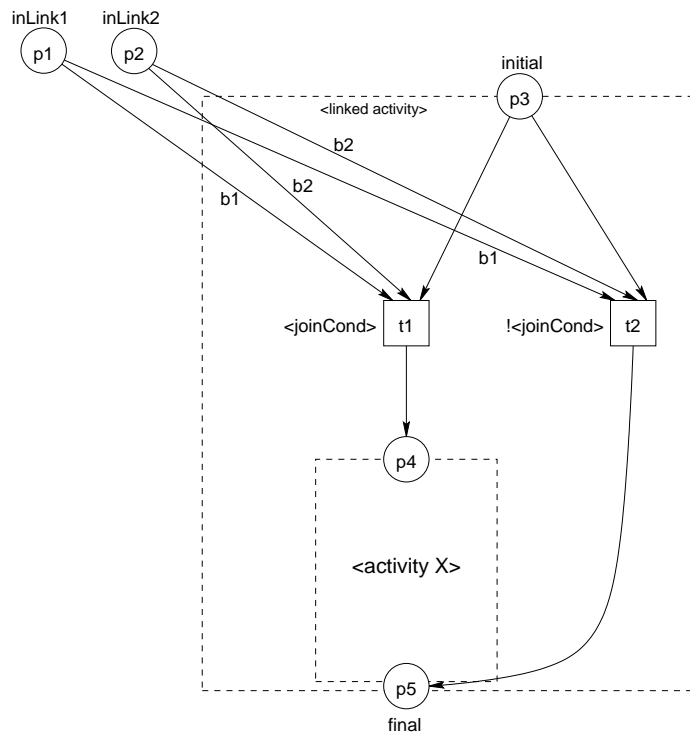 inLink1 inLink2
p1 p2
initial
p3
<linked activity>
b2
b2
b1
b1
<joinCond> t1 !<joinCond> t2
p4
<activity X>
p5
final